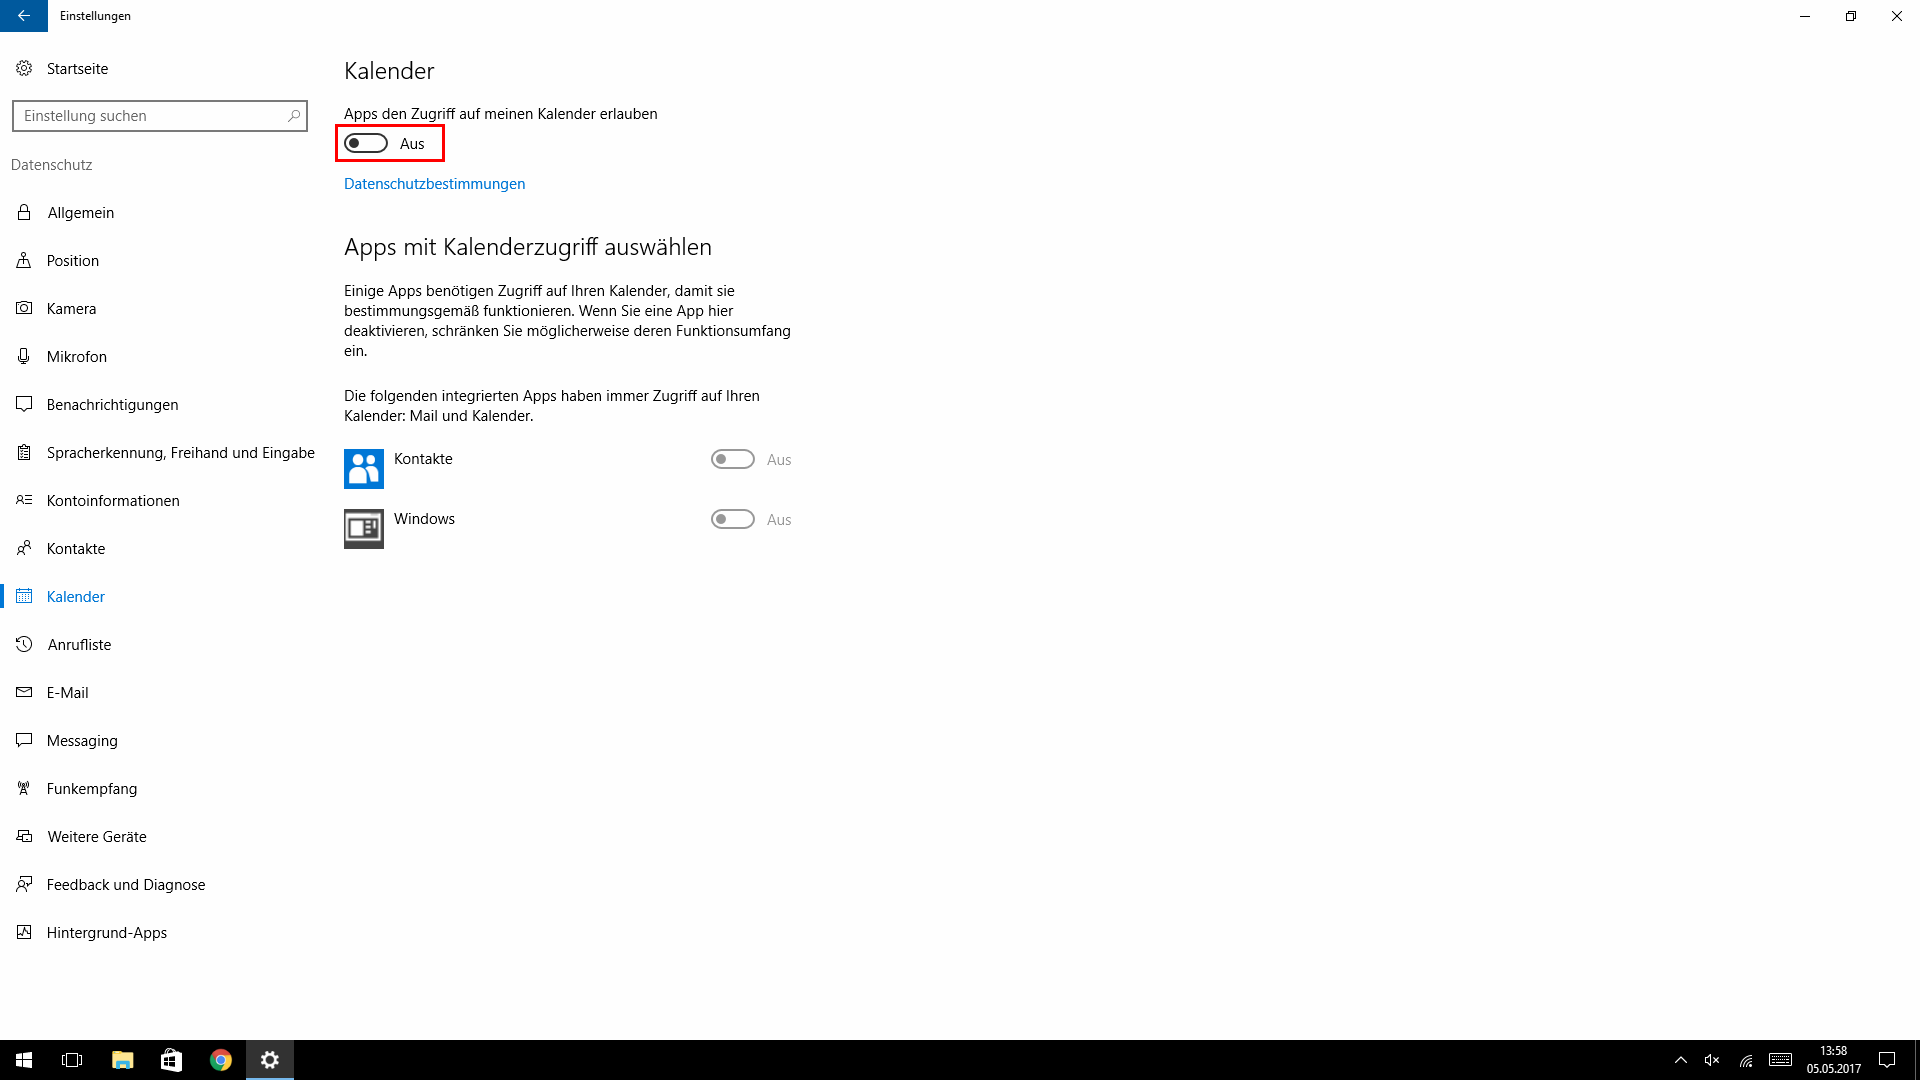 Einstellungen
Startseite
Einstellung suchen
Datenschutz
Allgemein
Position
Kamera
Mikrofon
Benachrichtigungen
Spracherkennung, Freihand und Eingabe
Kontoinformationen
Kontakte
Kalender
Anrufliste
E-Mail
Messaging
Funkempfang
Weitere Geräte
Feedback und Diagnose
Hintergrund-Apps
Kalender
Apps den Zugriff auf meinen Kalender erlauben
Aus
Datenschutzbestimmungen
Apps mit Kalenderzugriff auswählen
Einige Apps benötigen Zugriff auf Ihren Kalender, damit sie
bestimmungsgemäß funktionieren. Wenn Sie eine App hier
deaktivieren, schränken Sie möglicherweise deren Funktionsumfang
ein.
Die folgenden integrierten Apps haben immer Zugriff auf Ihren
Kalender: Mail und Kalender.
Kontakte Aus
Windows Aus
13:58
05.05.2017